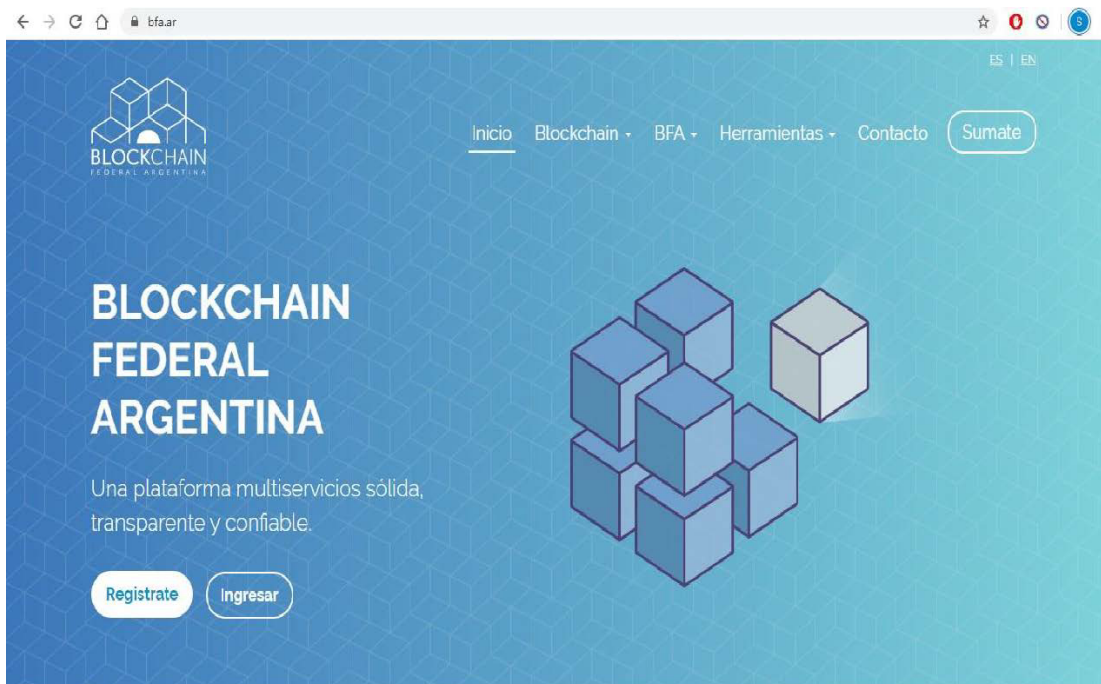 bfa.ar
S
ES | EN
BLOCKCHAIN
FEDERAL ARGENTINA
Inicio Blockchain BFA Herramientas Contacto Sumate
BLOCKCHAIN
FEDERAL
ARGENTINA
Una plataforma multiservicios sólida,
transparente y confiable.
Registrate Ingresar